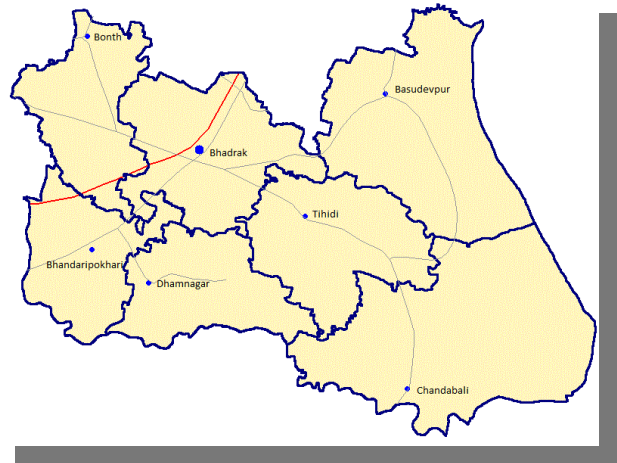 Bonth
Basudevpur
Bhadrak
Tihidi
Bhandaripokhari
Dhamnagar
Chandabali